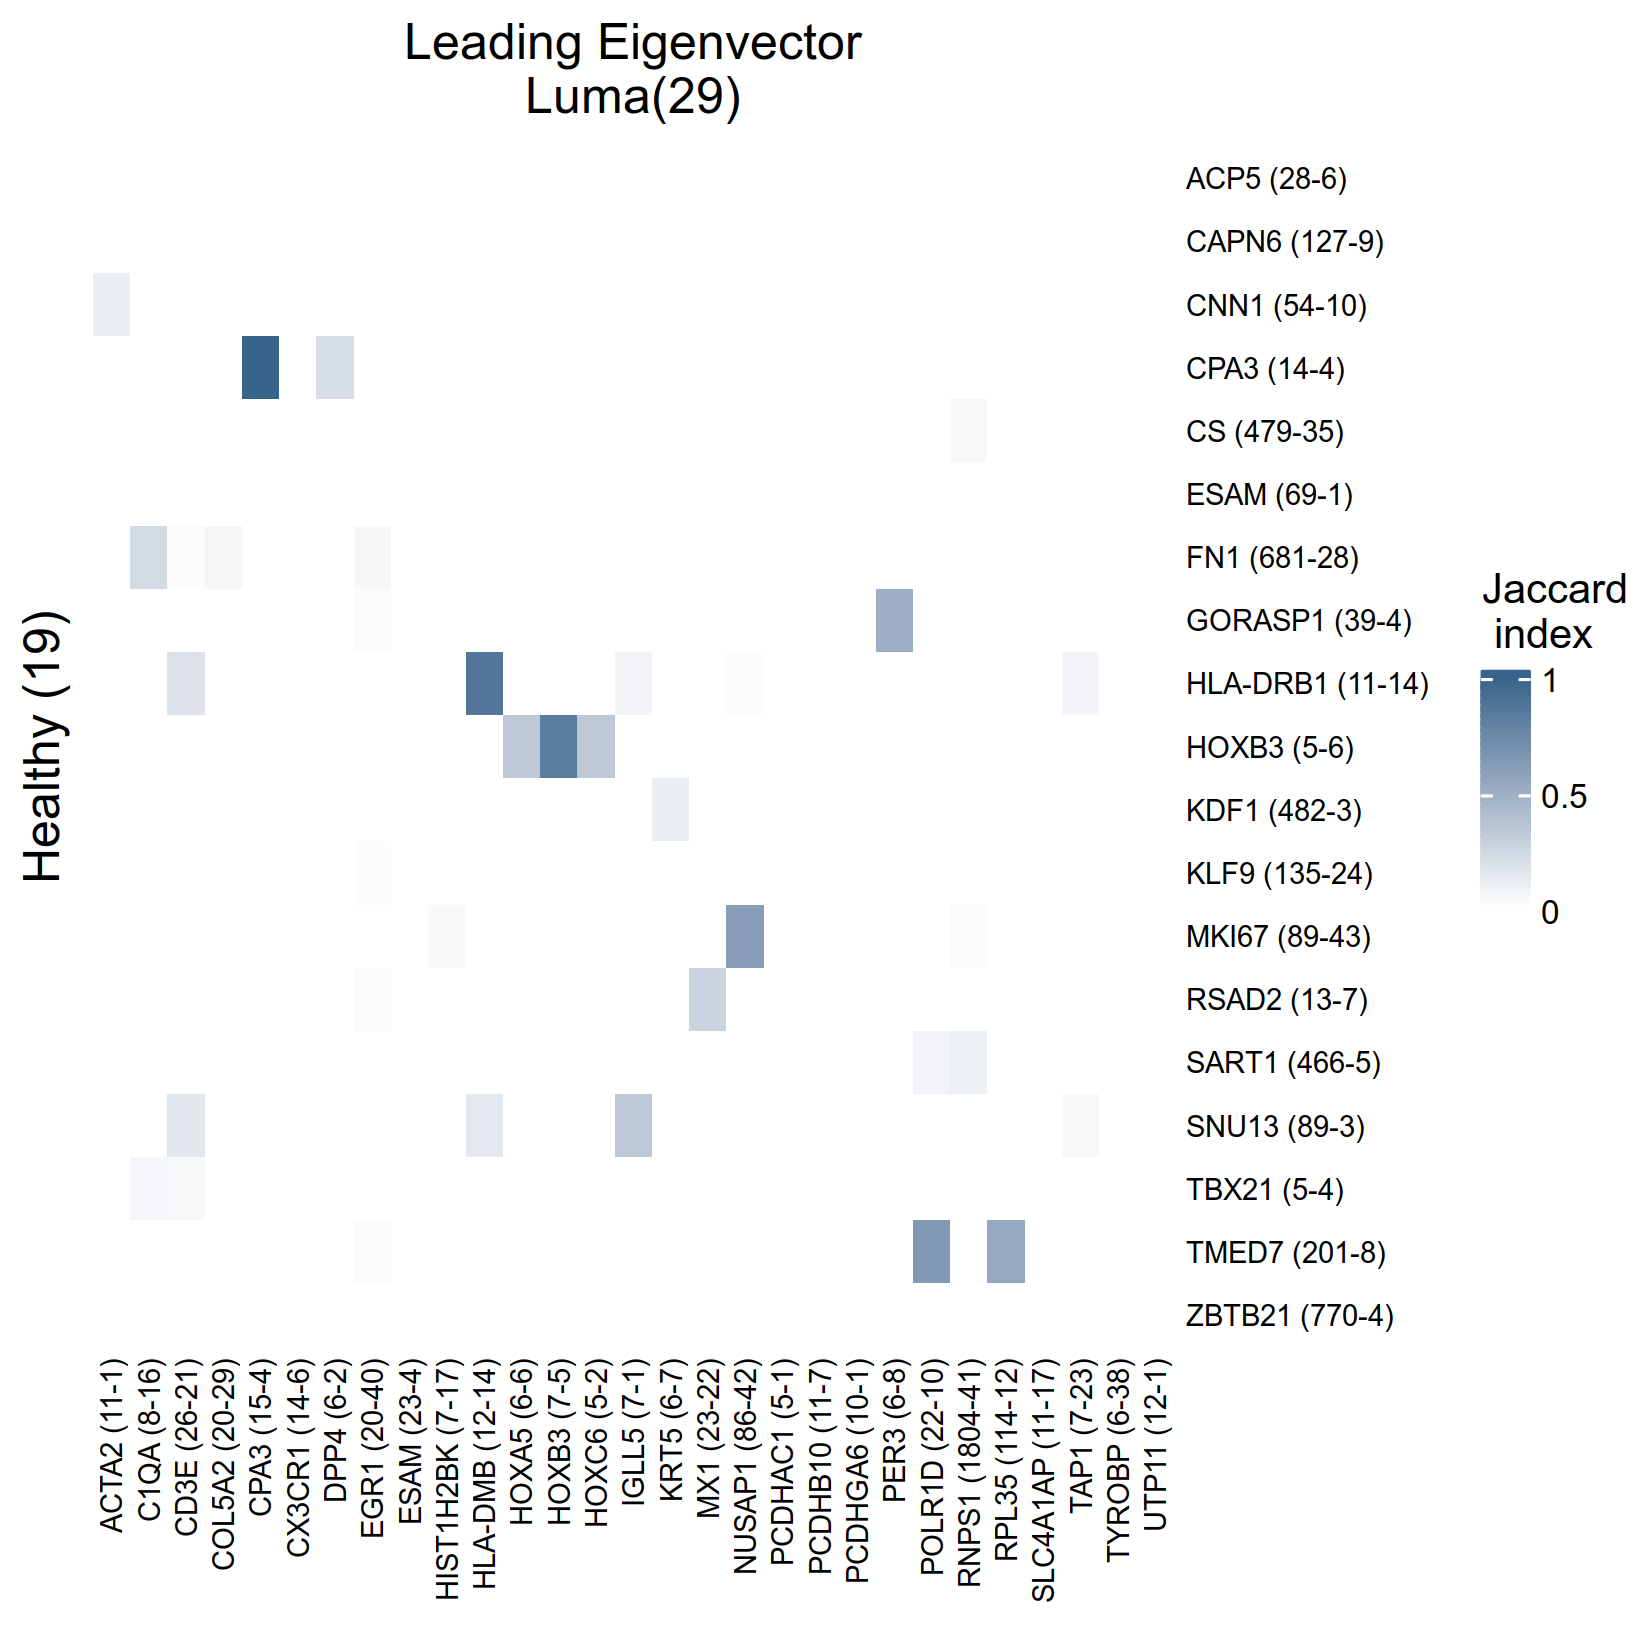 Leading Eigenvector
Luma(29)
Healthy (19)
ACP5 (28-6)
CAPN6 (127-9)
CNN1 (54-10)
CPA3 (14-4)
CS (479-35)
ESAM (69-1)
FN1 (681-28)
GORASP1 (39-4)
HLA-DRB1 (11-14)
HOXB3 (5-6)
KDF1 (482-3)
KLF9 (135-24)
MKI67 (89-43)
RSAD2 (13-7)
SART1 (466-5)
SNU13 (89-3)
TBX21 (5-4)
TMED7 (201-8)
ZBTB21 (770-4)
Jaccard
index
1
0.5
0
ACTA2 (11-1)
C1QA (8-16)
CD3E (26-21)
COL5A2 (20-29)
CPA3 (15-4)
CX3CR1 (14-6)
DPP4 (6-2)
EGR1 (20-40)
ESAM (23-4)
HIST1H2BK (7-17)
HLA-DMB (12-14)
HOXA5 (6-6)
HOXB3 (7-5)
HOXC6 (5-2)
IGLL5 (7-1)
KRT5 (6-7)
MX1 (23-22)
NUSAP1 (86-42)
PCDHAC1 (5-1)
PCDHB10 (11-7)
PCDHGA6 (10-1)
PER3 (6-8)
POLR1D (22-10)
RNPS1 (1804-41)
RPL35 (114-12)
SLC4A1AP (11-17)
TAP1 (7-23)
TYROBP (6-38)
UTP11 (12-1)